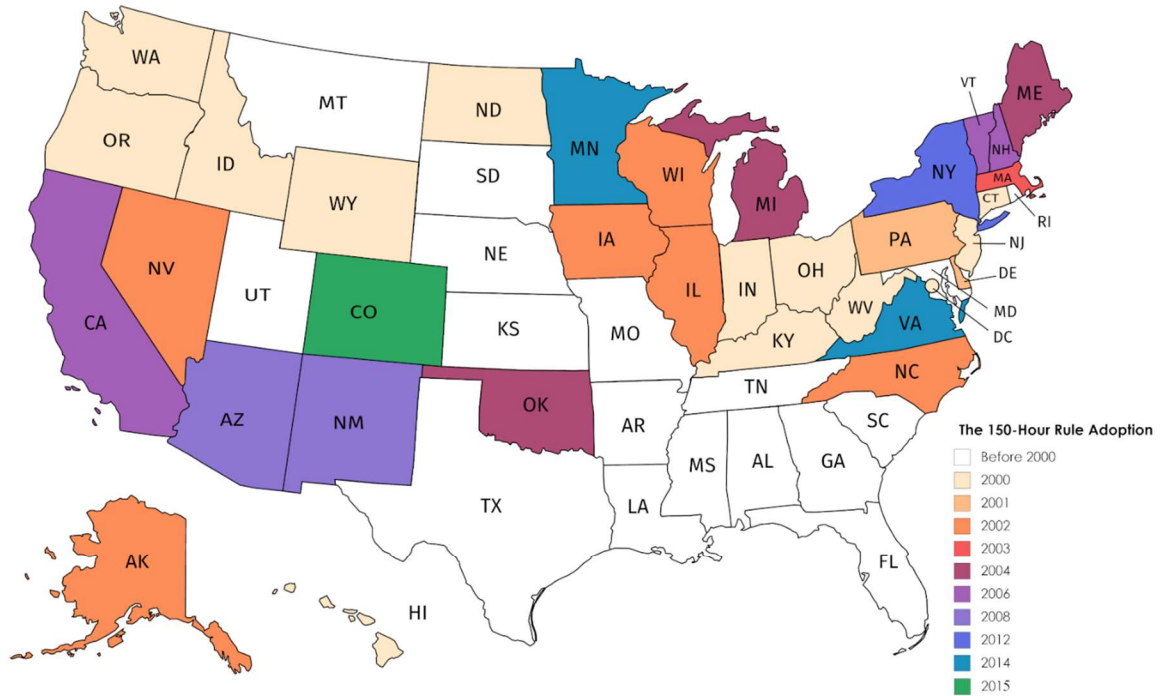 WA
MT
ND
MN
OR
ID
SD
WI
MI
VT
ME
NH
NY
MA
CT
RI
WY
NE
IA
PA
NJ
NV
UT
CO
KS
MO
IL
IN
OH
WV
KY
VA
DE
MD
DC
CA
AZ
NM
OK
AR
TN
NC
SC
MS
AL
GA
TX
LA
FL
AK
HI
The 150-Hour Rule Adoption
Before 2000
2000
2001
2002
2003
2004
2006
2008
2012
2014
2015